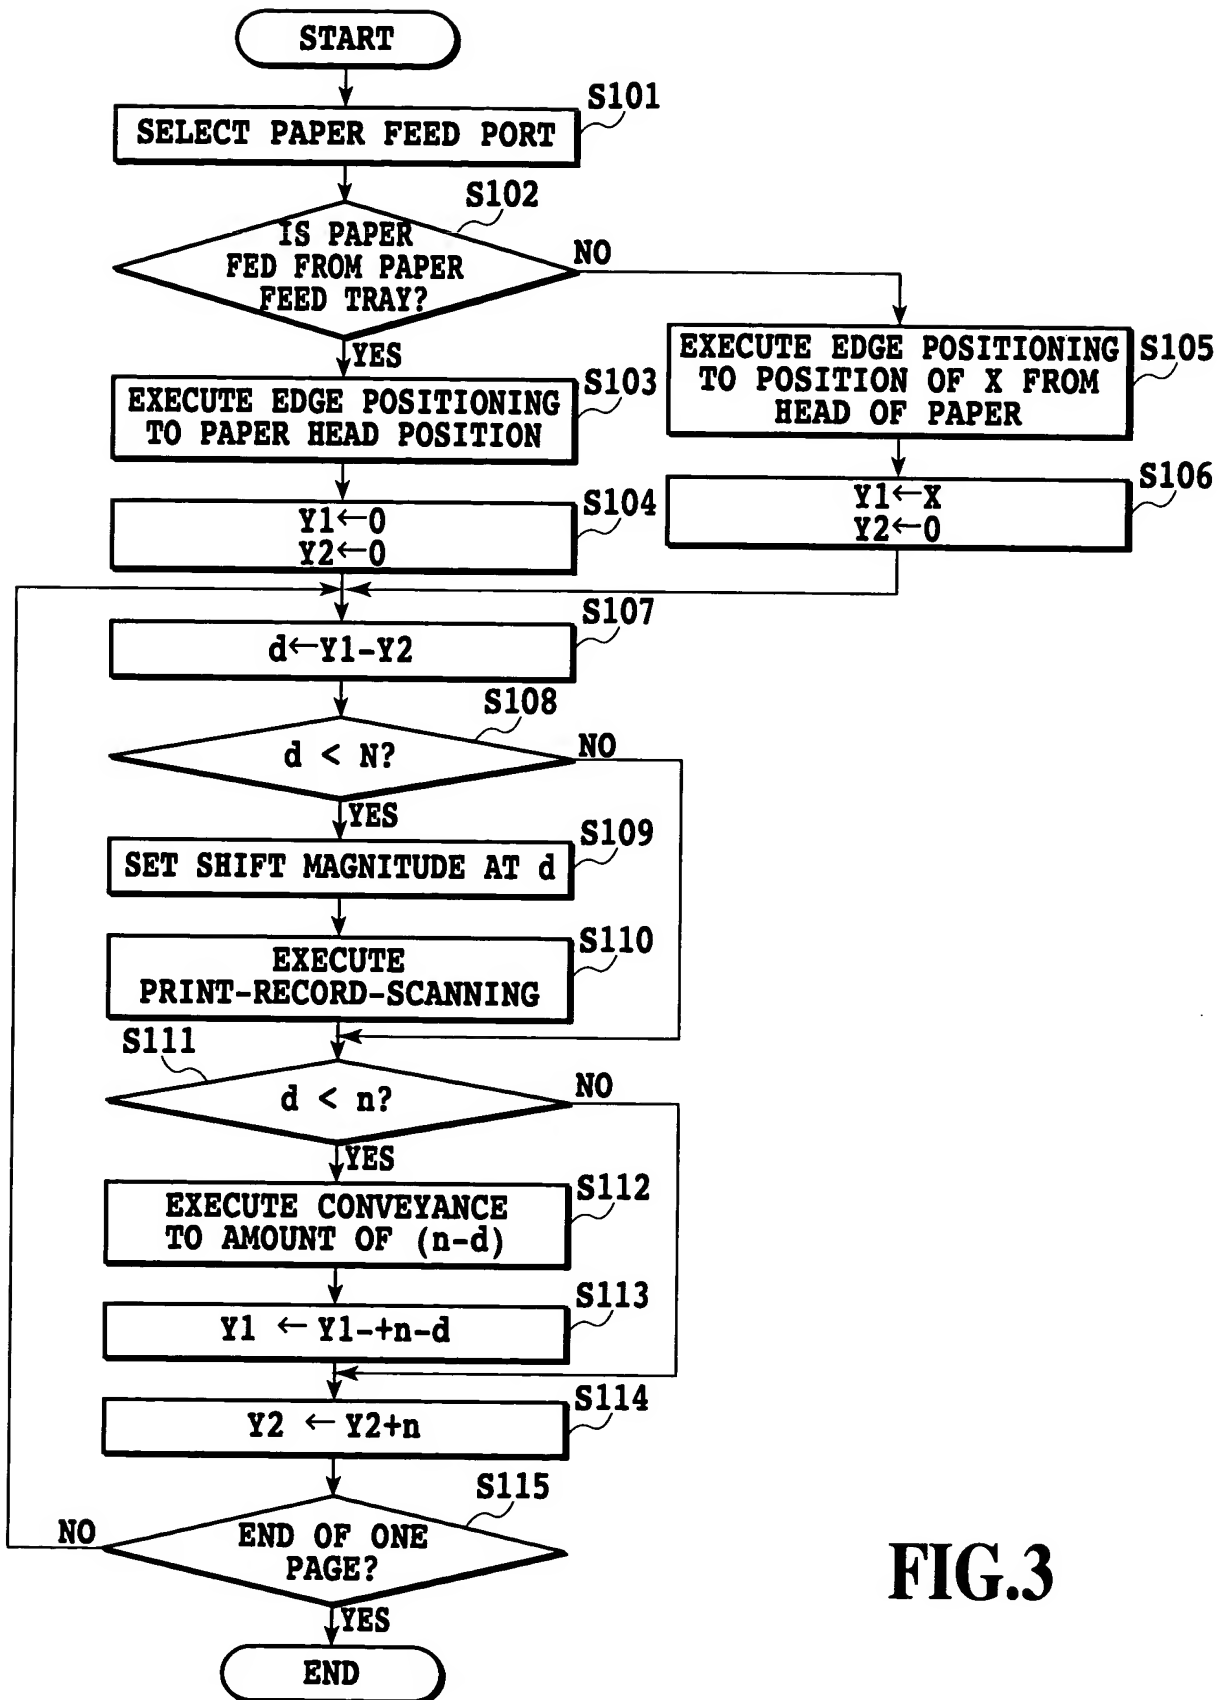 START
S101
SELECT PAPER FEED PORT
S102
IS PAPER
FED FROM PAPER
FEED TRAY?
NO
YES
S103
EXECUTE EDGE POSITIONING
TO PAPER HEAD POSITION
S105
EXECUTE EDGE POSITIONING
TO POSITION OF X FROM
HEAD OF PAPER
S104
Y1←0
Y2←0
S106
Y1←X
Y2←0
S107
d←Y1-Y2
S108
d < N?
NO
YES
S109
SET SHIFT MAGNITUDE AT d
S110
EXECUTE
PRINT-RECORD-SCANNING
S111
d < n?
NO
YES
S112
EXECUTE CONVEYANCE
TO AMOUNT OF (n-d)
S113
Y1 ← Y1-+n-d
S114
Y2 ← Y2+n
S115
END OF ONE
PAGE?
NO
YES
END
FIG.3